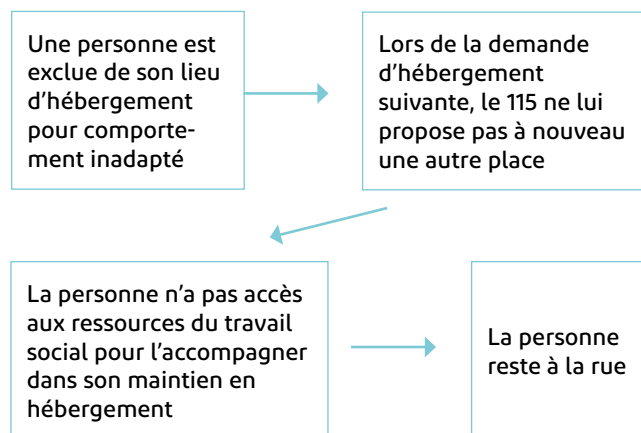 Une personne est
exclue de son lieu
d’hébergement
pour comporte-
ment inadapté
Lors de la demande
d’hébergement
suivante, le 115 ne lui
propose pas à nouveau
une autre place
La personne n’a pas accès
aux ressources du travail
social pour l’accompagner
dans son maintien en
hébergement
La personne
reste à la rue